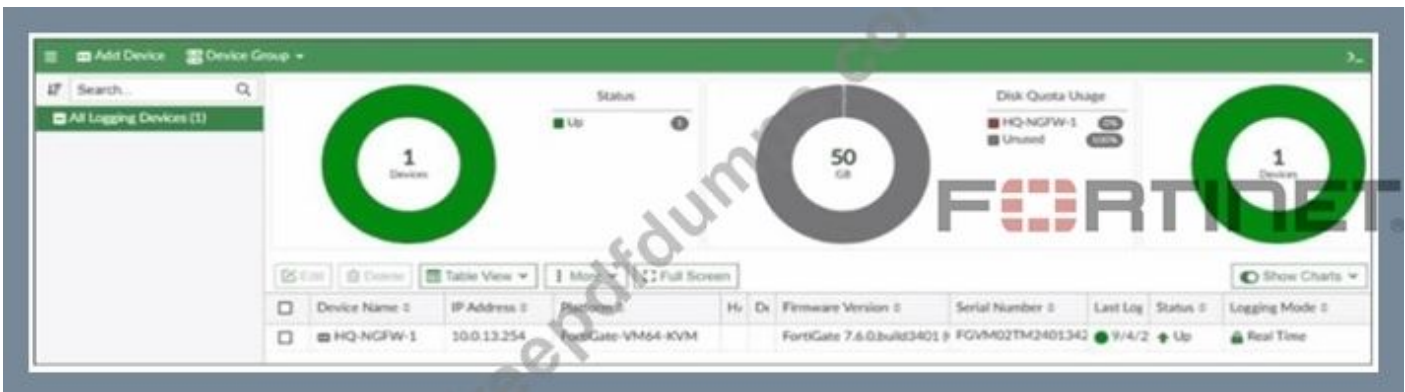 Add Device Device Group
>_
Search...
All Logging Devices (1)
1
Devices
Status
Up 1
50
GB
Disk Quota Usage
HQ-NGFW-1 0%
Unused 100%
1
Devices
FORTINET
Edit Delete Table View More Full Screen Show Charts
Device Name IP Address Platform Firmware Version Serial Number Last Log Status Logging Mode
HQ-NGFW-1 10.0.13.254 FortiGate-VM64-KVM FortiGate 7.6.0,build3401 FGVM02TM2401342 9/4/2 Up Real Time